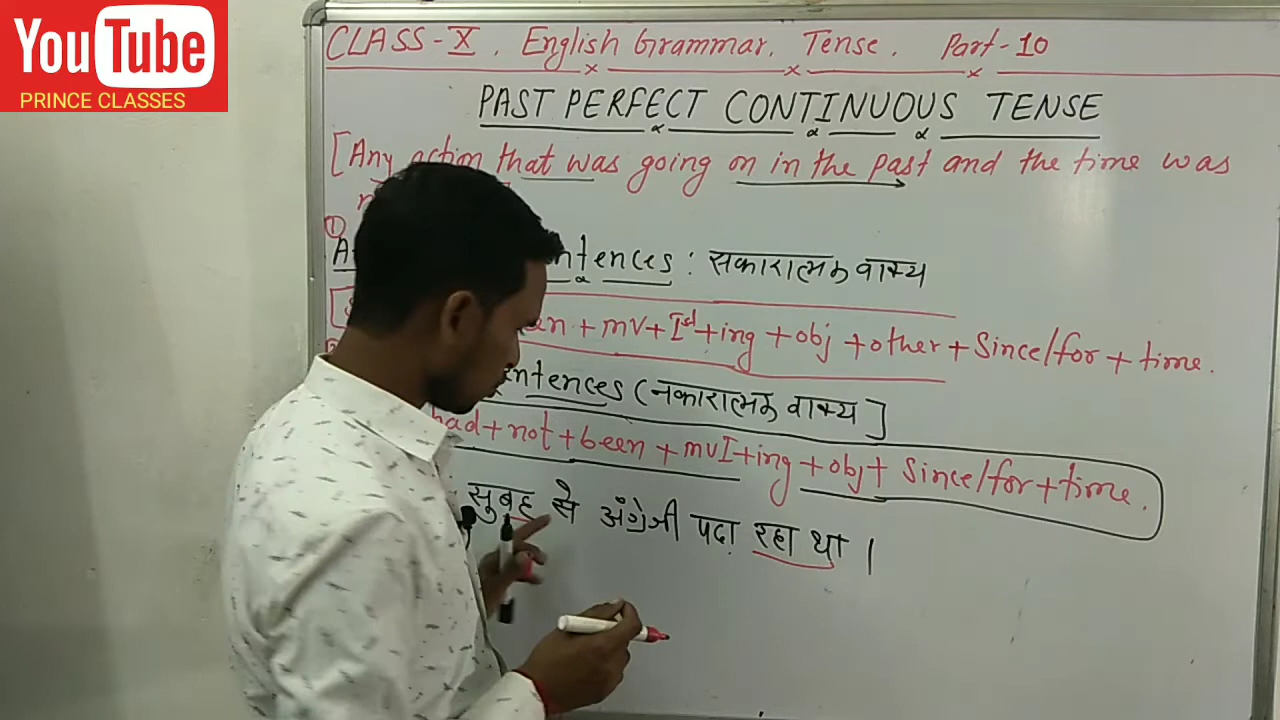 YouTube
PRINCE CLASSES
CLASS-X. English Grammar. Tense. Part-10
PAST PERFECT CONTINUOUS TENSE
[Any action that was going on in the past and the time was
①
ntences : सकारात्मक वाक्य
een + mv + Ist + ing + obj + other + Since/for + time.
entences (नकारात्मक वाक्य]
had + not + been + mvI + ing + obj + Since/for + time.
सुबह से अंग्रेजी पढा रहा था ।